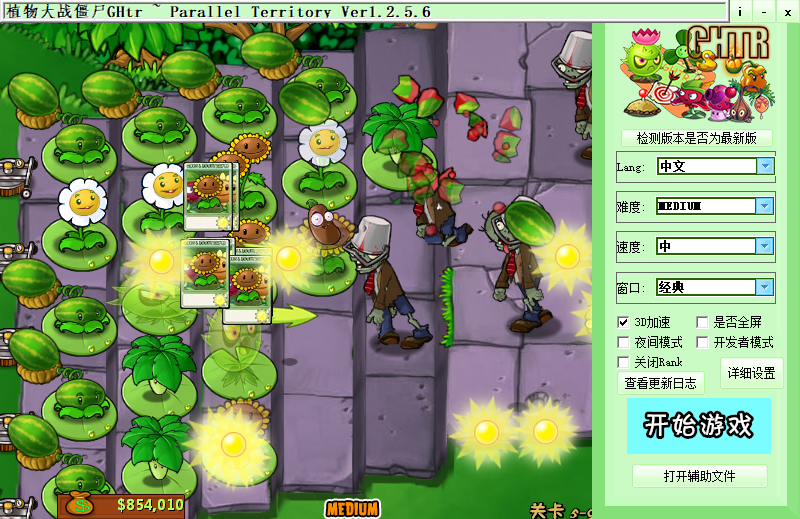 植物大战僵尸GHtr ~ Parallel Territory Ver1.2.5.6
i - x
GHTR
检测版本是否为最新版
Lang: 中文
难度: MEDIUM
速度: 中
窗口: 经典
3D加速 是否全屏
夜间模式 开发者模式
关闭Rank
查看更新日志
详细设置
开始游戏
打开辅助文件
$ $854,010
MEDIUM
关卡